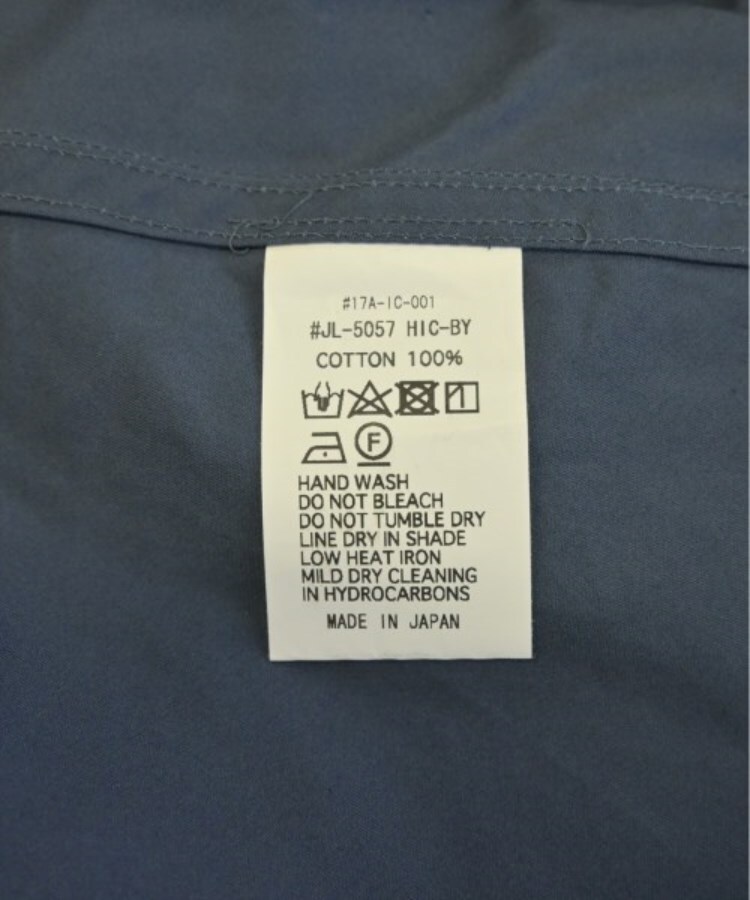 #17A-IC-001
#JL-5057 HIC-BY
COTTON 100%
F
HAND WASH
DO NOT BLEACH
DO NOT TUMBLE DRY
LINE DRY IN SHADE
LOW HEAT IRON
MILD DRY CLEANING
IN HYDROCARBONS
MADE IN JAPAN